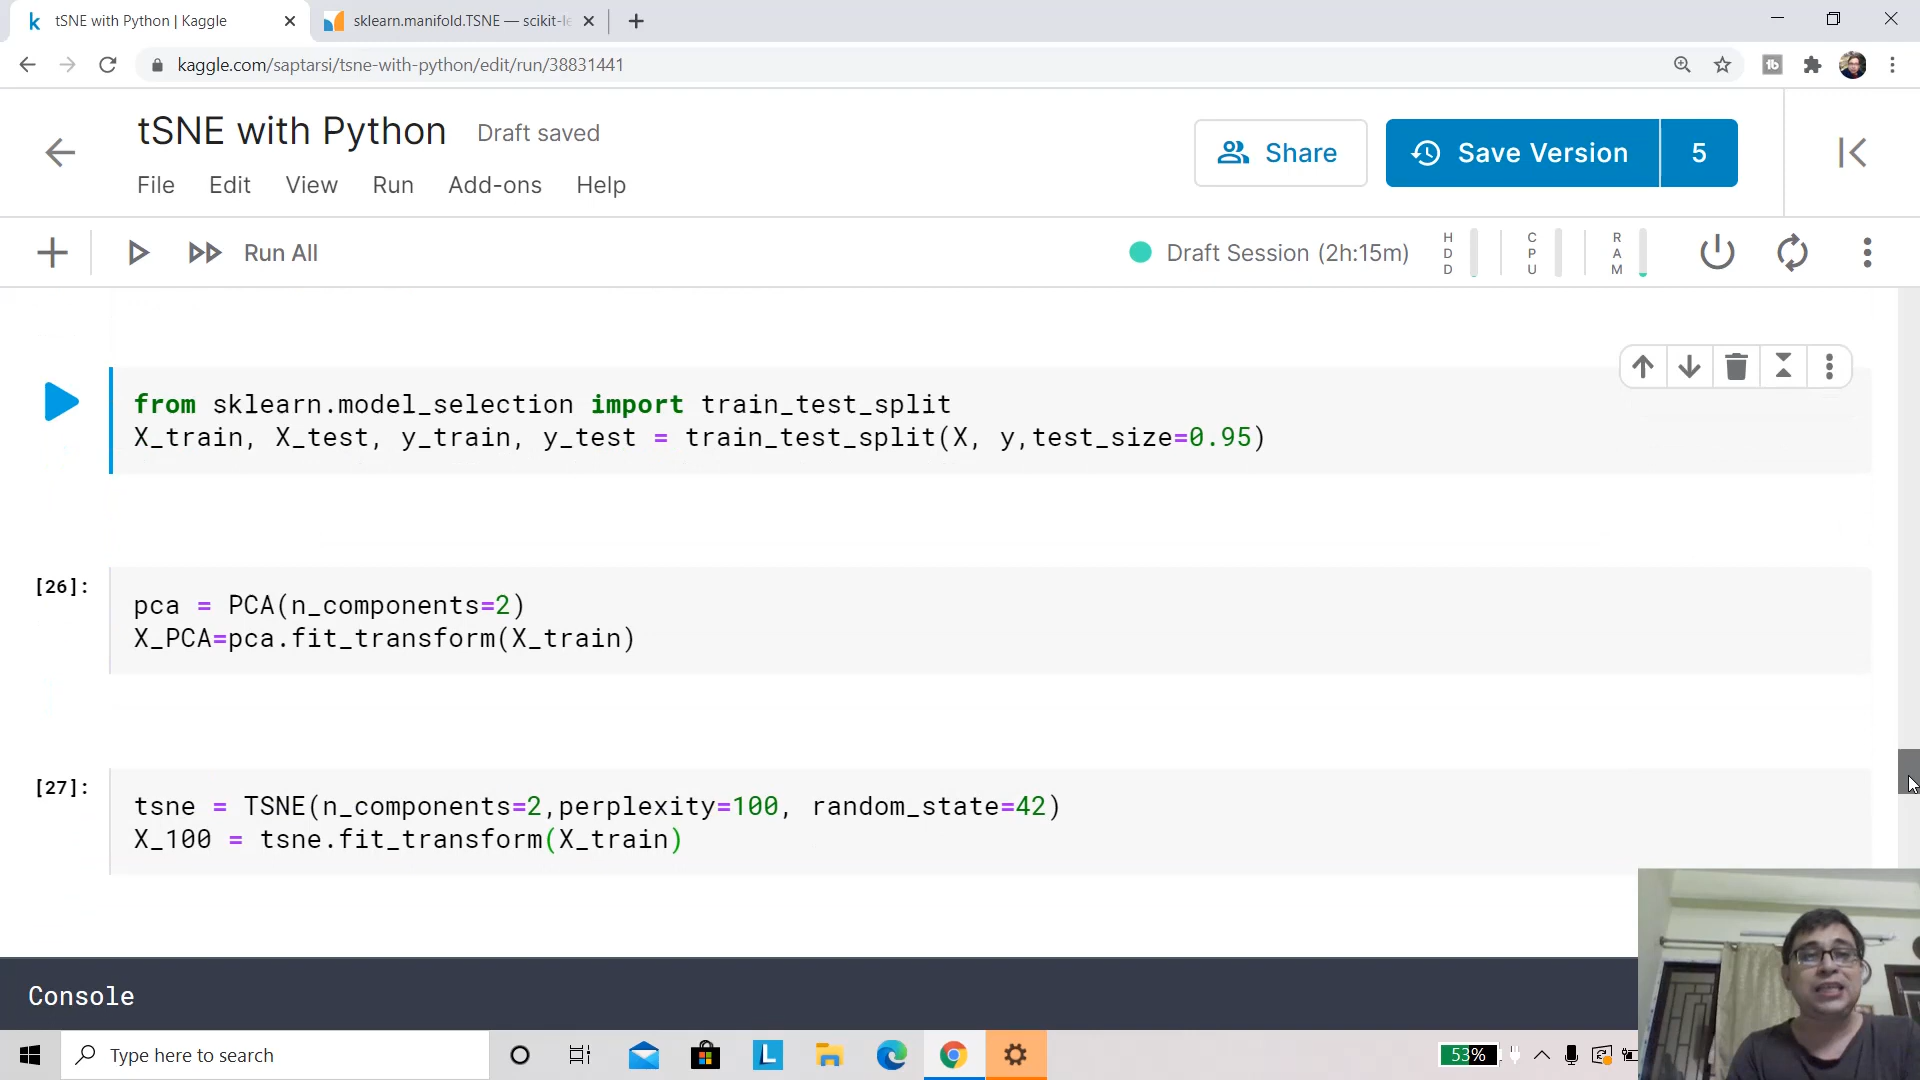 tSNE with Python | Kaggle
sklearn.manifold.TSNE — scikit-le
kaggle.com/saptarsi/tsne-with-python/edit/run/38831441
tSNE with Python
Draft saved
Share
Save Version
5
File Edit View Run Add-ons Help
Run All
Draft Session (2h:15m)
HDD
CPU
RAM
from sklearn.model_selection import train_test_split
X_train, X_test, y_train, y_test = train_test_split(X, y,test_size=0.95)
[26]:
pca = PCA(n_components=2)
X_PCA=pca.fit_transform(X_train)
[27]:
tsne = TSNE(n_components=2,perplexity=100, random_state=42)
X_100 = tsne.fit_transform(X_train)
Console
Type here to search
L
53%